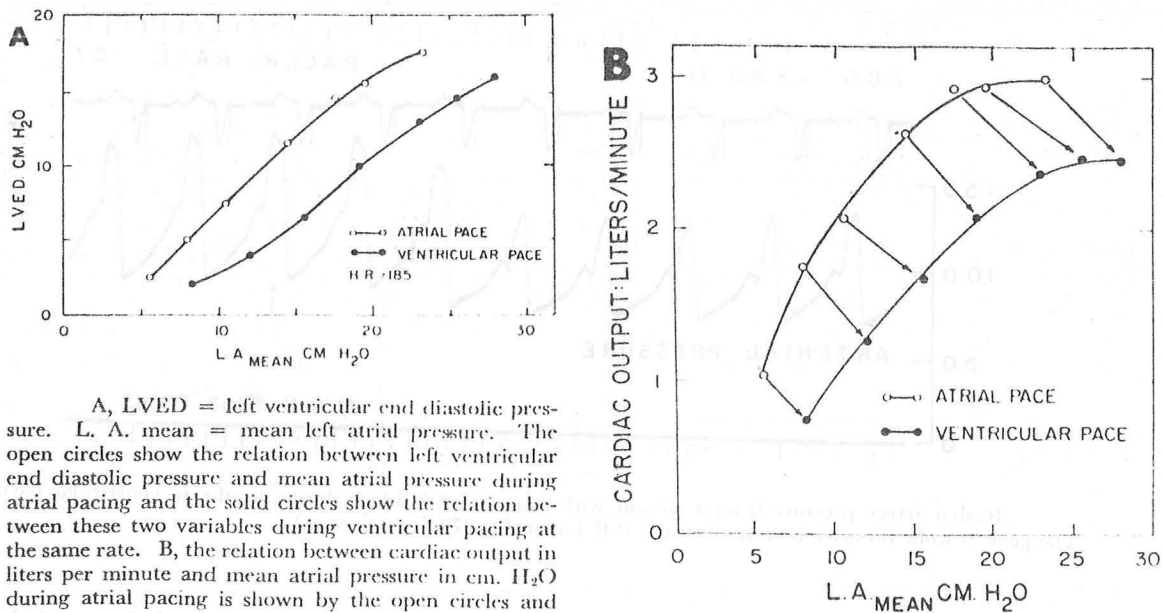 A
20
10
0
LVED. CM. H2O
ATRIAL PACE
VENTRICULAR PACE
H.R. 185
0 10 20 30
L.A.MEAN CM H2O
A, LVED = left ventricular end diastolic pres-
sure. L. A. mean = mean left atrial pressure. The
open circles show the relation between left ventricular
end diastolic pressure and mean atrial pressure during
atrial pacing and the solid circles show the relation be-
tween these two variables during ventricular pacing at
the same rate. B, the relation between cardiac output in
liters per minute and mean atrial pressure in cm. H2O
during atrial pacing is shown by the open circles and
B
3
2
1
0
CARDIAC OUTPUT: LITERS/MINUTE
ATRIAL PACE
VENTRICULAR PACE
0 5 10 15 20 25 30
L.A.MEAN CM. H2O